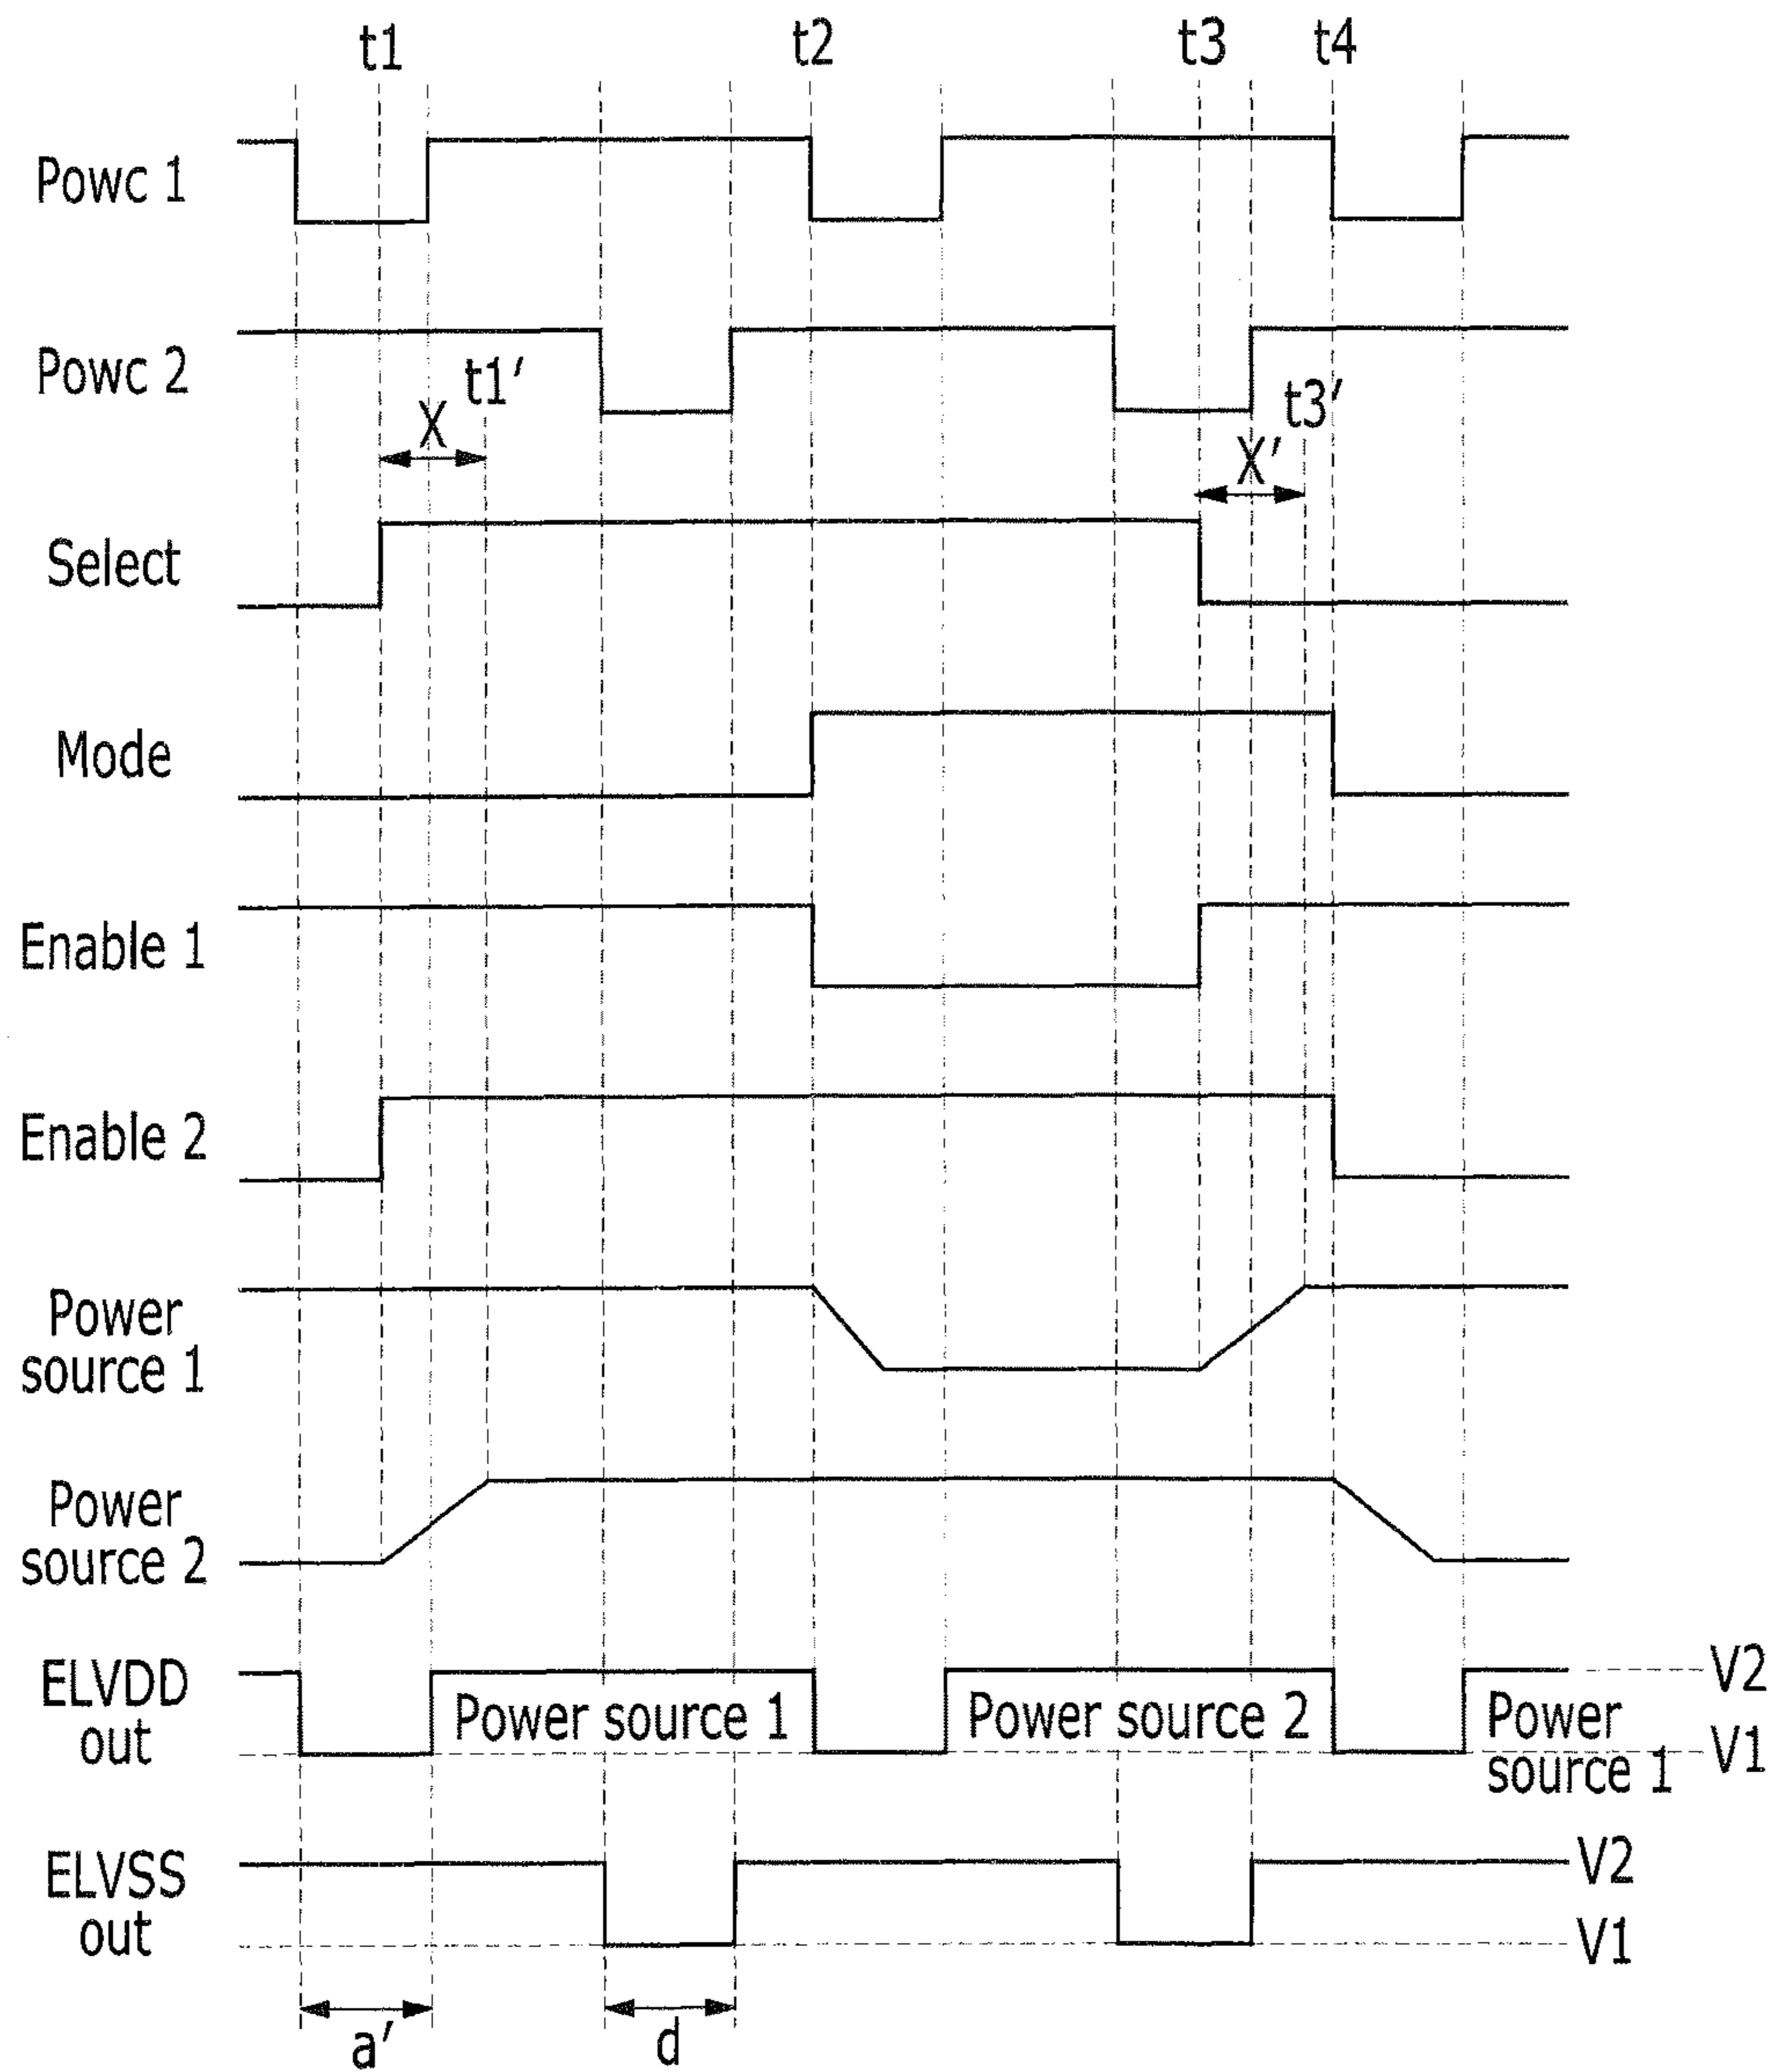 t1 t2 t3 t4
Powc 1
Powc 2
t1′
t3′
X
X′
Select
Mode
Enable 1
Enable 2
Power
source 1
Power
source 2
ELVDD
out
Power source 1
Power source 2
Power
source 1
V2
V1
ELVSS
out
V2
V1
a′
d